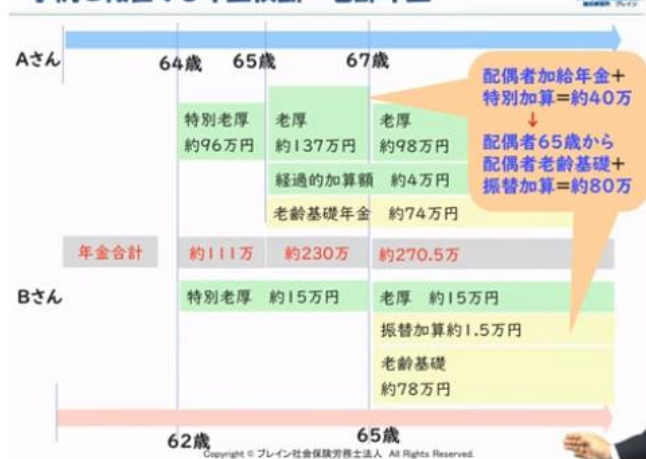 Aさん
64歳 65歳 67歳
配偶者加給年金+
特別加算=約40万
↓
配偶者65歳から
配偶者老齢基礎+
振替加算=約80万
特別老厚
約96万円
老厚
約137万円
老厚
約98万円
経過的加算額 約4万円
老齢基礎年金 約74万円
年金合計 約111万 約230万 約270.5万
Bさん
特別老厚 約15万円
老厚 約15万円
振替加算約1.5万円
老齢基礎
約78万円
62歳 65歳
Copyright © ブレイン社会保険労務士法人 All Rights Reserved.